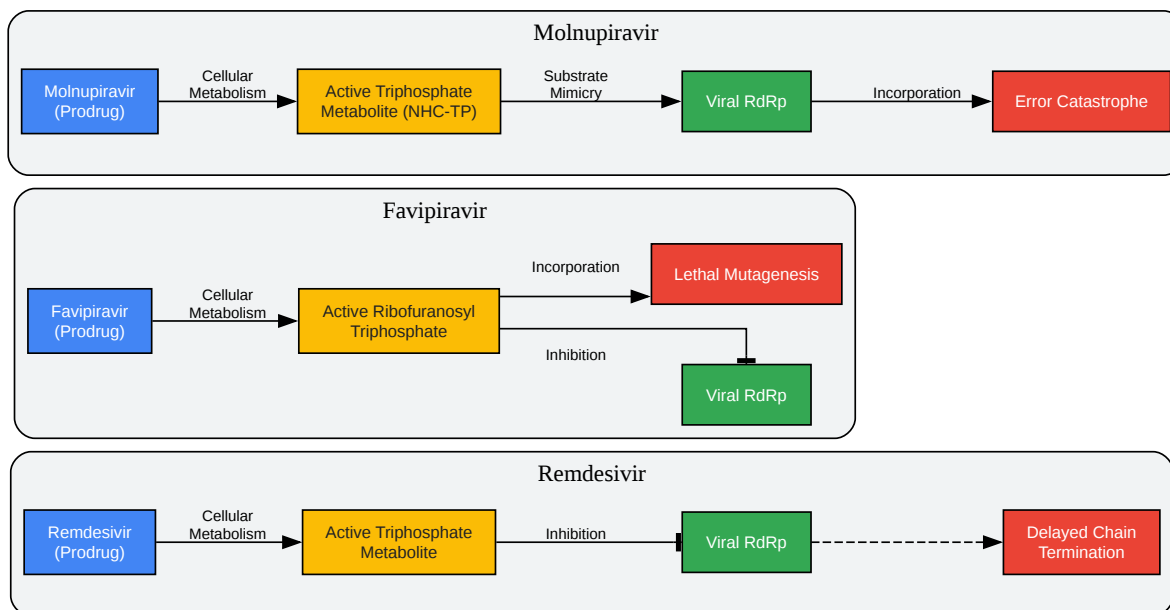 Molnupiravir
Molnupiravir
(Prodrug)
Cellular
Metabolism
Active Triphosphate
Metabolite (NHC-TP)
Substrate
Mimicry
Viral RdRp
Incorporation
Error Catastrophe
Favipiravir
Favipiravir
(Prodrug)
Cellular
Metabolism
Active Ribofuranosyl
Triphosphate
Incorporation
Lethal Mutagenesis
Inhibition
Viral RdRp
Remdesivir
Remdesivir
(Prodrug)
Cellular
Metabolism
Active Triphosphate
Metabolite
Inhibition
Viral RdRp
Delayed Chain
Termination